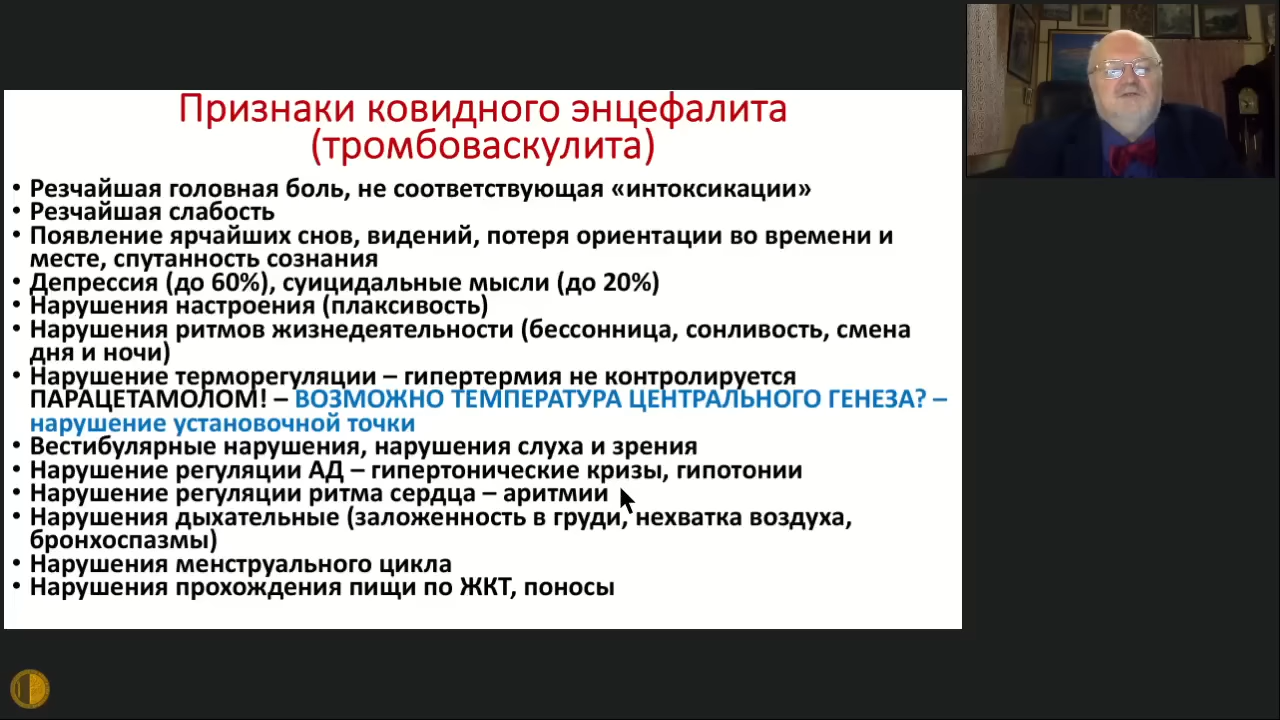 Признаки ковидного энцефалита
(тромбоваскулита)
• Резчайшая головная боль, не соответствующая «интоксикации»
• Резчайшая слабость
• Появление ярчайших снов, видений, потеря ориентации во времени и
месте, спутанность сознания
• Депрессия (до 60%), суицидальные мысли (до 20%)
• Нарушения настроения (плаксивость)
• Нарушения ритмов жизнедеятельности (бессонница, сонливость, смена
дня и ночи)
• Нарушение терморегуляции – гипертермия не контролируется
ПАРАЦЕТАМОЛОМ! – ВОЗМОЖНО ТЕМПЕРАТУРА ЦЕНТРАЛЬНОГО ГЕНЕЗА? –
нарушение установочной точки
• Вестибулярные нарушения, нарушения слуха и зрения
• Нарушение регуляции АД – гипертонические кризы, гипотонии
• Нарушение регуляции ритма сердца – аритмии
• Нарушения дыхательные (заложенность в груди, нехватка воздуха,
бронхоспазмы)
• Нарушения менструального цикла
• Нарушения прохождения пищи по ЖКТ, поносы